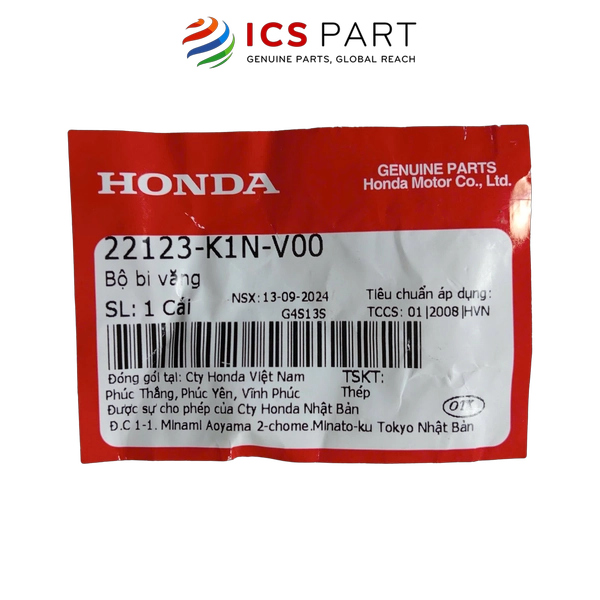 ICS PART
GENUINE PARTS, GLOBAL REACH
HONDA
GENUINE PARTS
Honda Motor Co., Ltd.
22123-K1N-V00
Bộ bi văng
SL: 1 Cái
NSX: 13-09-2024
G4S13S
Tiêu chuẩn áp dụng:
TCCS: 01|2008|HVN
Đóng gói tại: Cty Honda Việt Nam
Phúc Thắng, Phúc Yên, Vĩnh Phúc
TSKT:
Thép
Được sự cho phép của Cty Honda Nhật Bản
Đ.C 1-1. Minami Aoyama 2-chome.Minato-ku Tokyo Nhật Bản